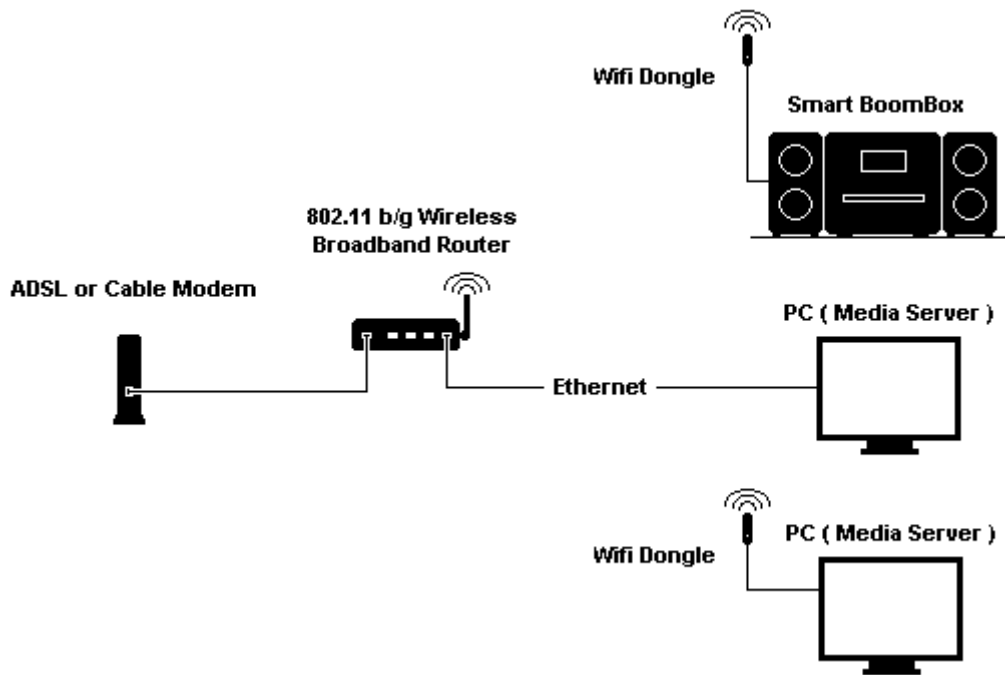 Wifi Dongle
Smart BoomBox
802.11 b/g Wireless
Broadband Router
ADSL or Cable Modem
PC ( Media Server )
Ethernet
PC ( Media Server )
Wifi Dongle